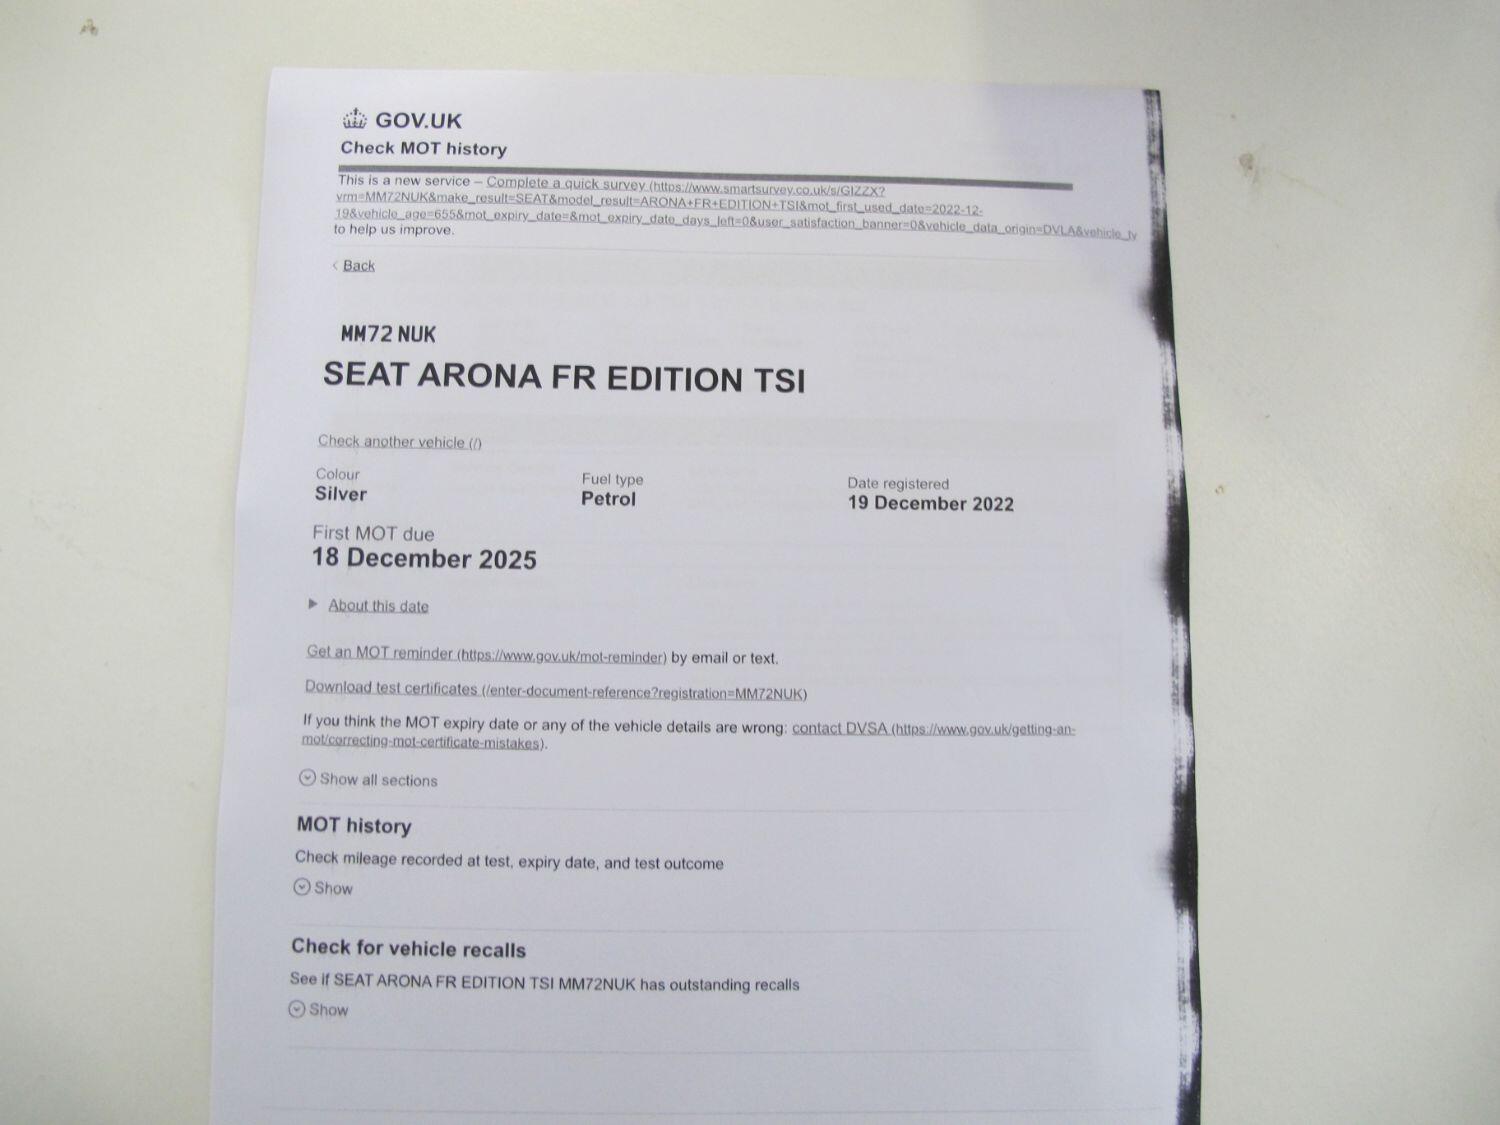 GOV.UK
Check MOT history
This is a new service – Complete a quick survey (https://www.smartsurvey.co.uk/s/GIZZX?
vrm=MM72NUK&make_result=SEAT&model_result=ARONA+FR+EDITION+TSI&mot_first_used_date=2022-12-
19&vehicle_age=655&mot_expiry_date=&mot_expiry_date_days_left=0&user_satisfaction_banner=0&vehicle_data_origin=DVLA&vehicle_ty
to help us improve.
Back
MM72 NUK
SEAT ARONA FR EDITION TSI
Check another vehicle (/)
Colour
Silver
Fuel type
Petrol
Date registered
19 December 2022
First MOT due
18 December 2025
About this date
Get an MOT reminder (https://www.gov.uk/mot-reminder) by email or text.
Download test certificates (/enter-document-reference?registration=MM72NUK)
If you think the MOT expiry date or any of the vehicle details are wrong: contact DVSA (https://www.gov.uk/getting-an-
mot/correcting-mot-certificate-mistakes).
Show all sections
MOT history
Check mileage recorded at test, expiry date, and test outcome
Show
Check for vehicle recalls
See if SEAT ARONA FR EDITION TSI MM72NUK has outstanding recalls
Show